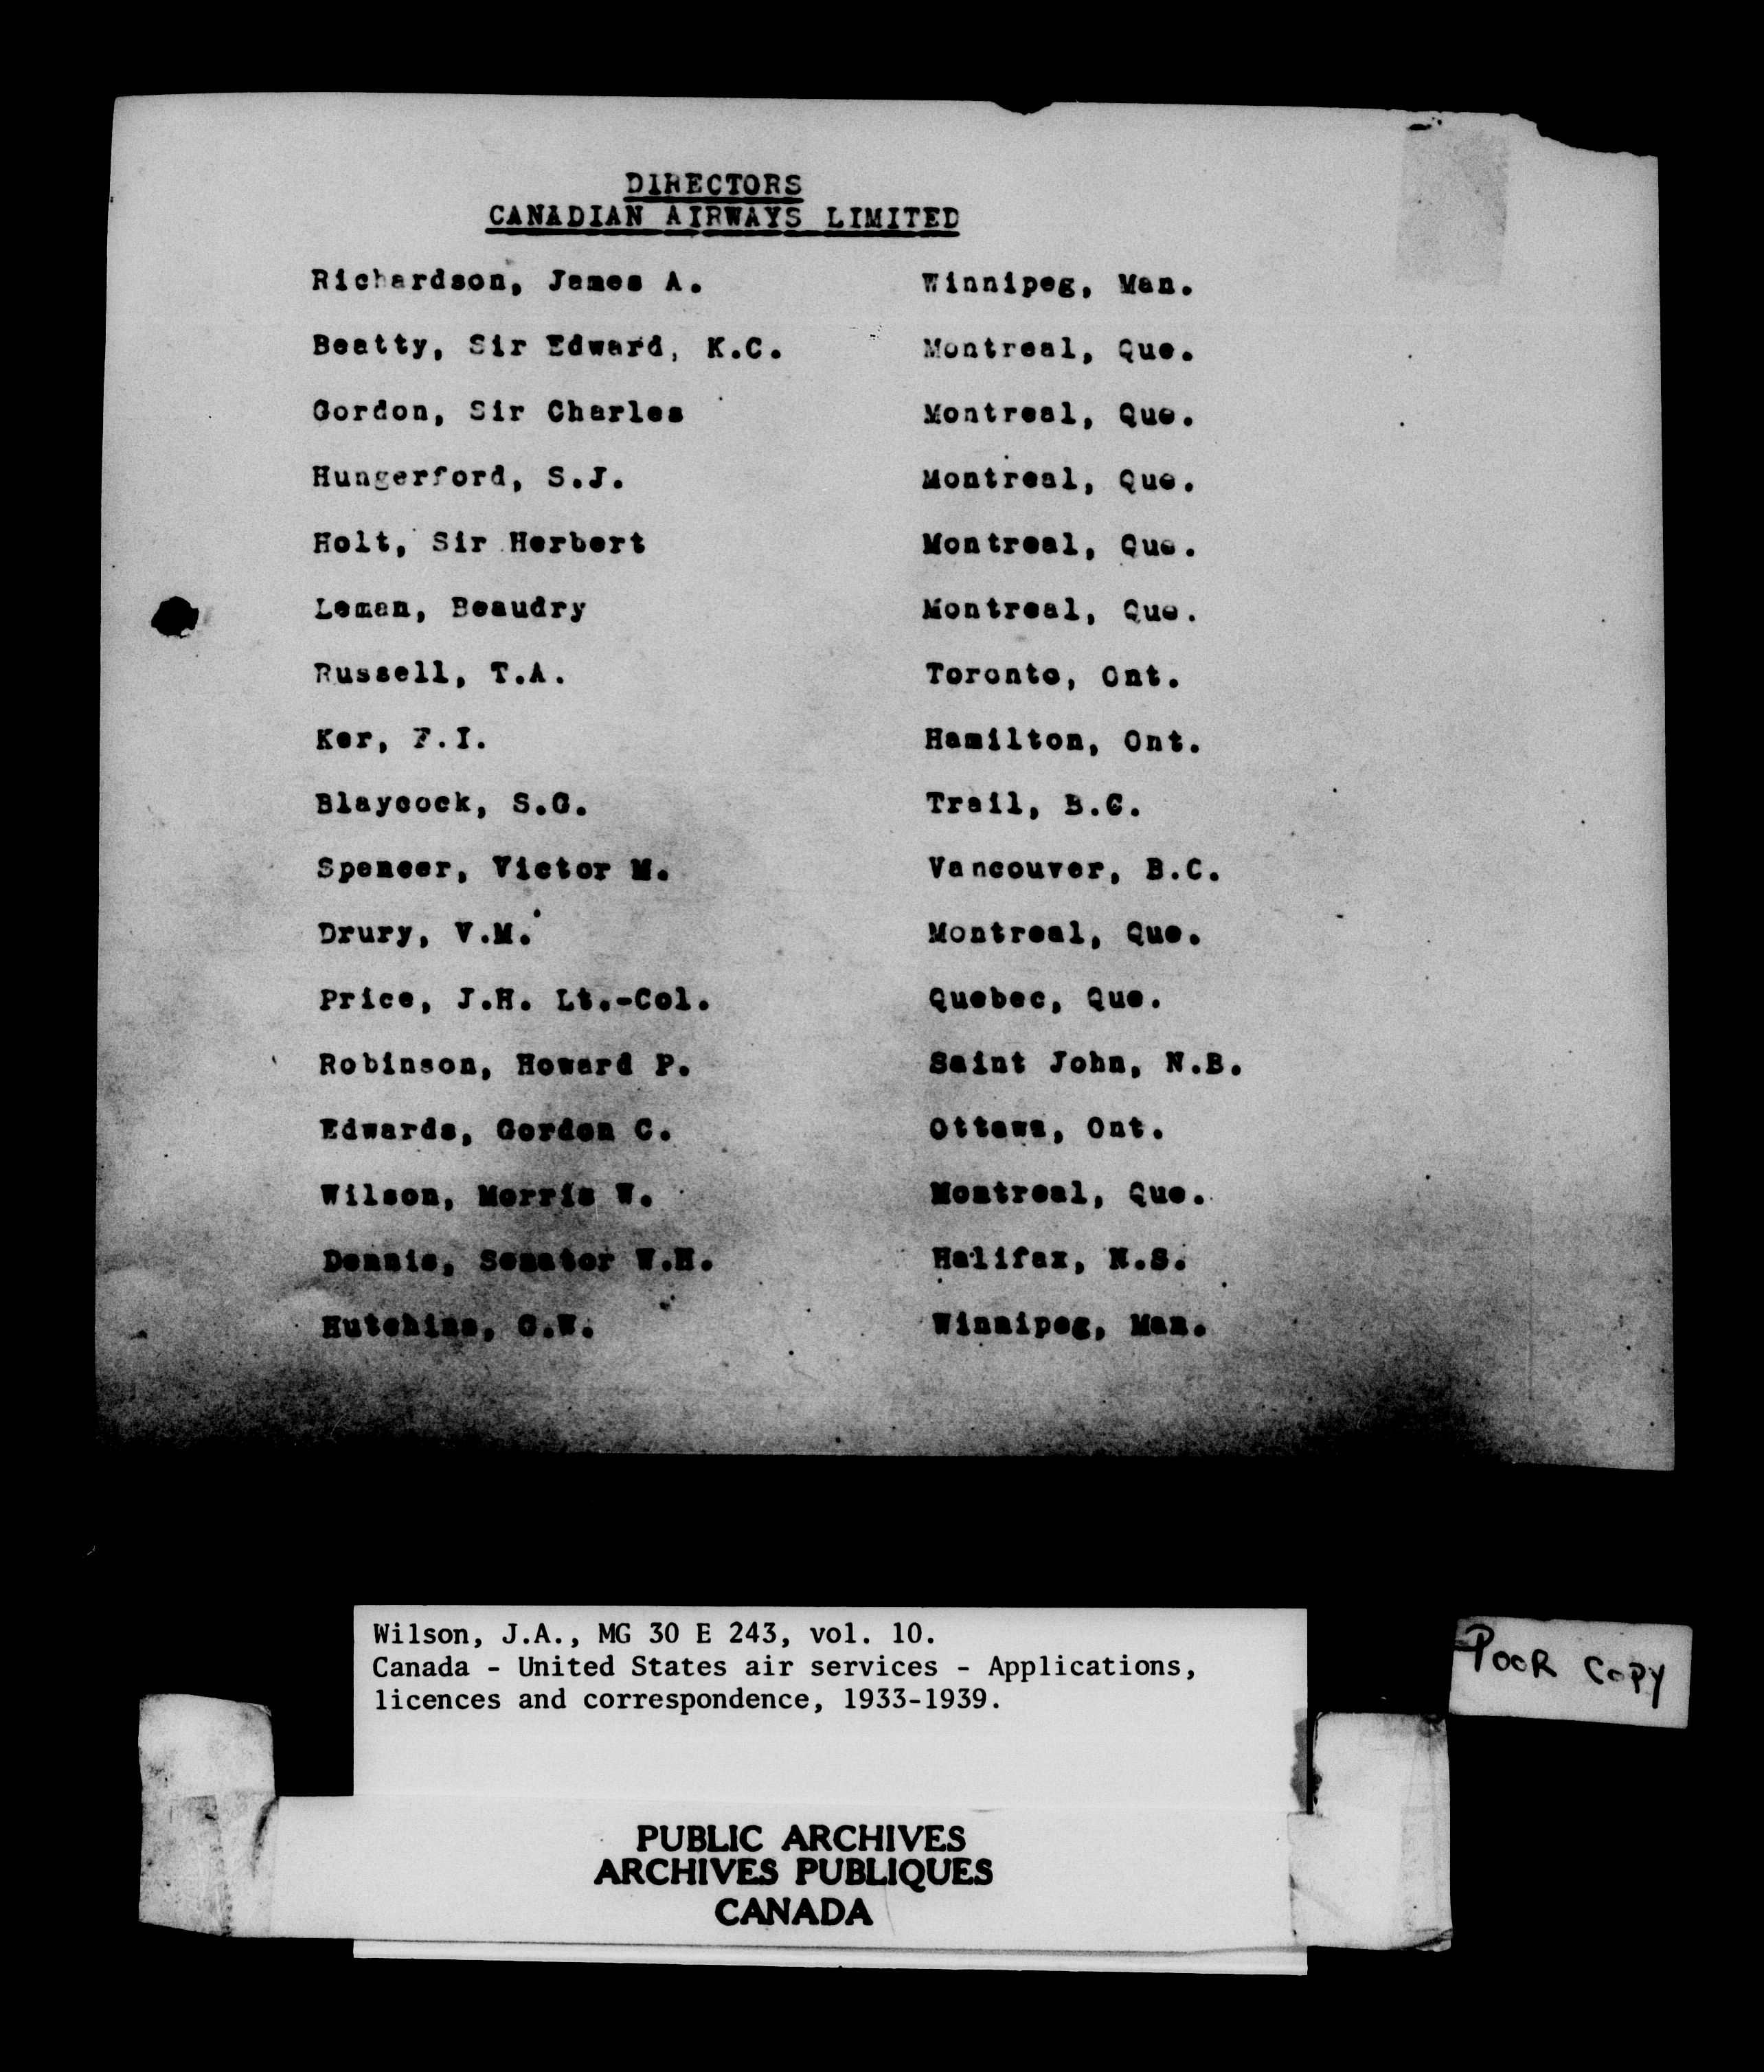 DIRECTORS
CANADIAN AIRWAYS LIMITED
Richardson, James A. Winnipeg, Man.
Beatty, Sir Edward, K.C. Montreal, Que.
Gordon, Sir Charles Montreal, Que.
Hungerford, S.J. Montreal, Que.
Holt, Sir Herbert Montreal, Que.
Leman, Beaudry Montreal, Que.
Russell, T.A. Toronto, Ont.
Ker, F.I. Hamilton, Ont.
Blaycock, S.G. Trail, B.C.
Spencer, Victor M. Vancouver, B.C.
Drury, V.M. Montreal, Que.
Price, J.H. Lt.-Col. Quebec, Que.
Robinson, Howard P. Saint John, N.B.
Edwards, Gordon C. Ottawa, Ont.
Wilson, Morris W. Montreal, Que.
Dennis, Senator W.H. Halifax, N.S.
Hutchins, G.W. Winnipeg, Man.
Wilson, J.A., MG 30 E 243, vol. 10.
Canada - United States air services - Applications,
licences and correspondence, 1933-1939.
POOR COPY
PUBLIC ARCHIVES
ARCHIVES PUBLIQUES
CANADA